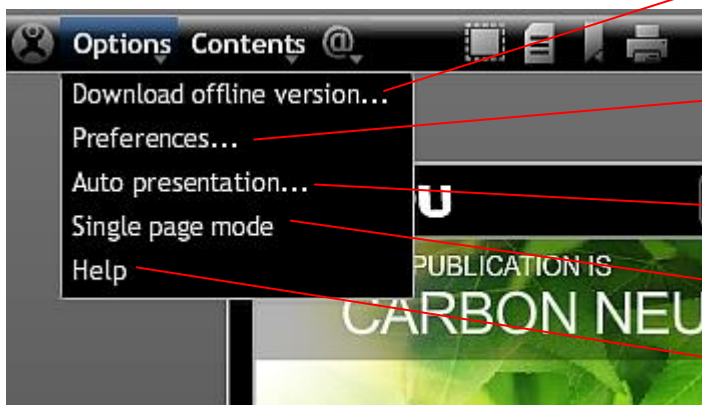 Options Contents @
Download offline version...
Preferences...
Auto presentation...
Single page mode
Help
PUBLICATION IS
CARBON NEU